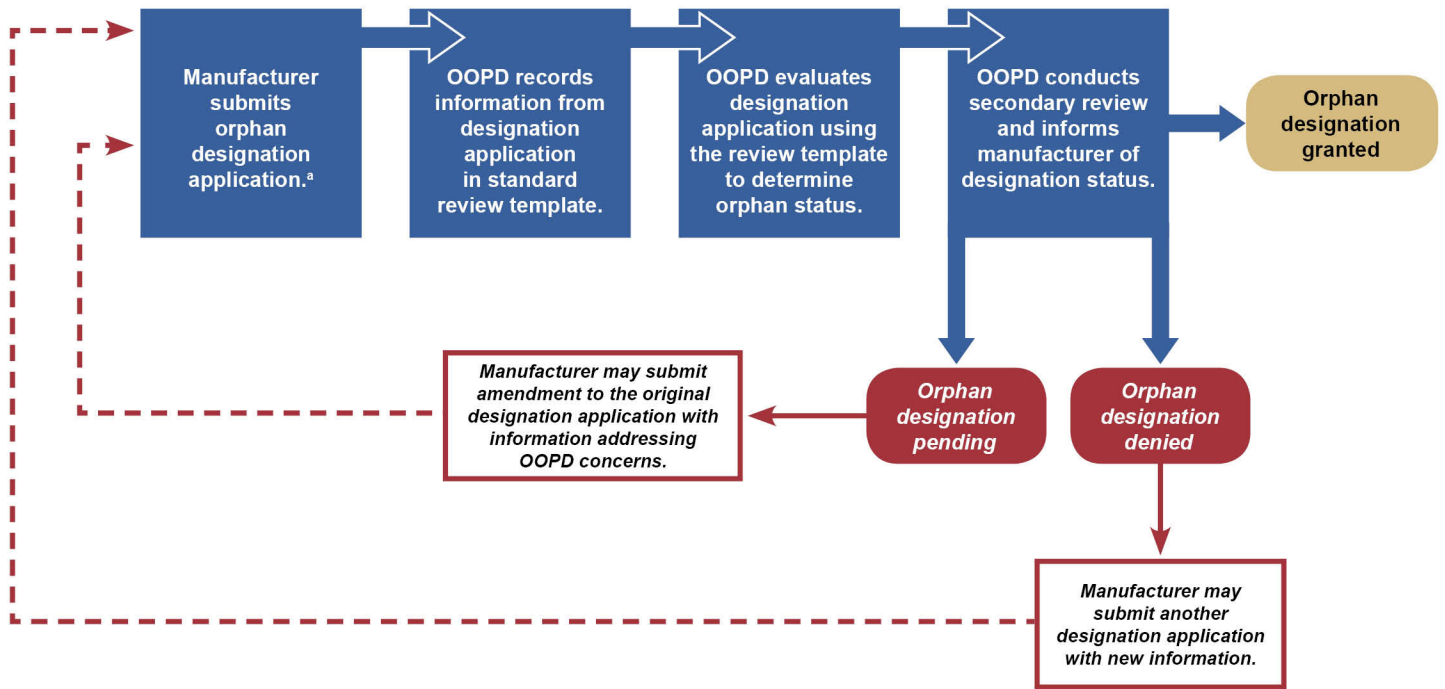 Manufacturer
submits
orphan
designation
application.ª
OOPD records
information from
designation
application
in standard
review template.
OOPD evaluates
designation
application using
the review template
to determine
orphan status.
OOPD conducts
secondary review
and informs
manufacturer of
designation status.
Orphan
designation
granted
Manufacturer may submit
amendment to the original
designation application with
information addressing
OOPD concerns.
Orphan
designation
pending
Orphan
designation
denied
Manufacturer may
submit another
designation application
with new information.